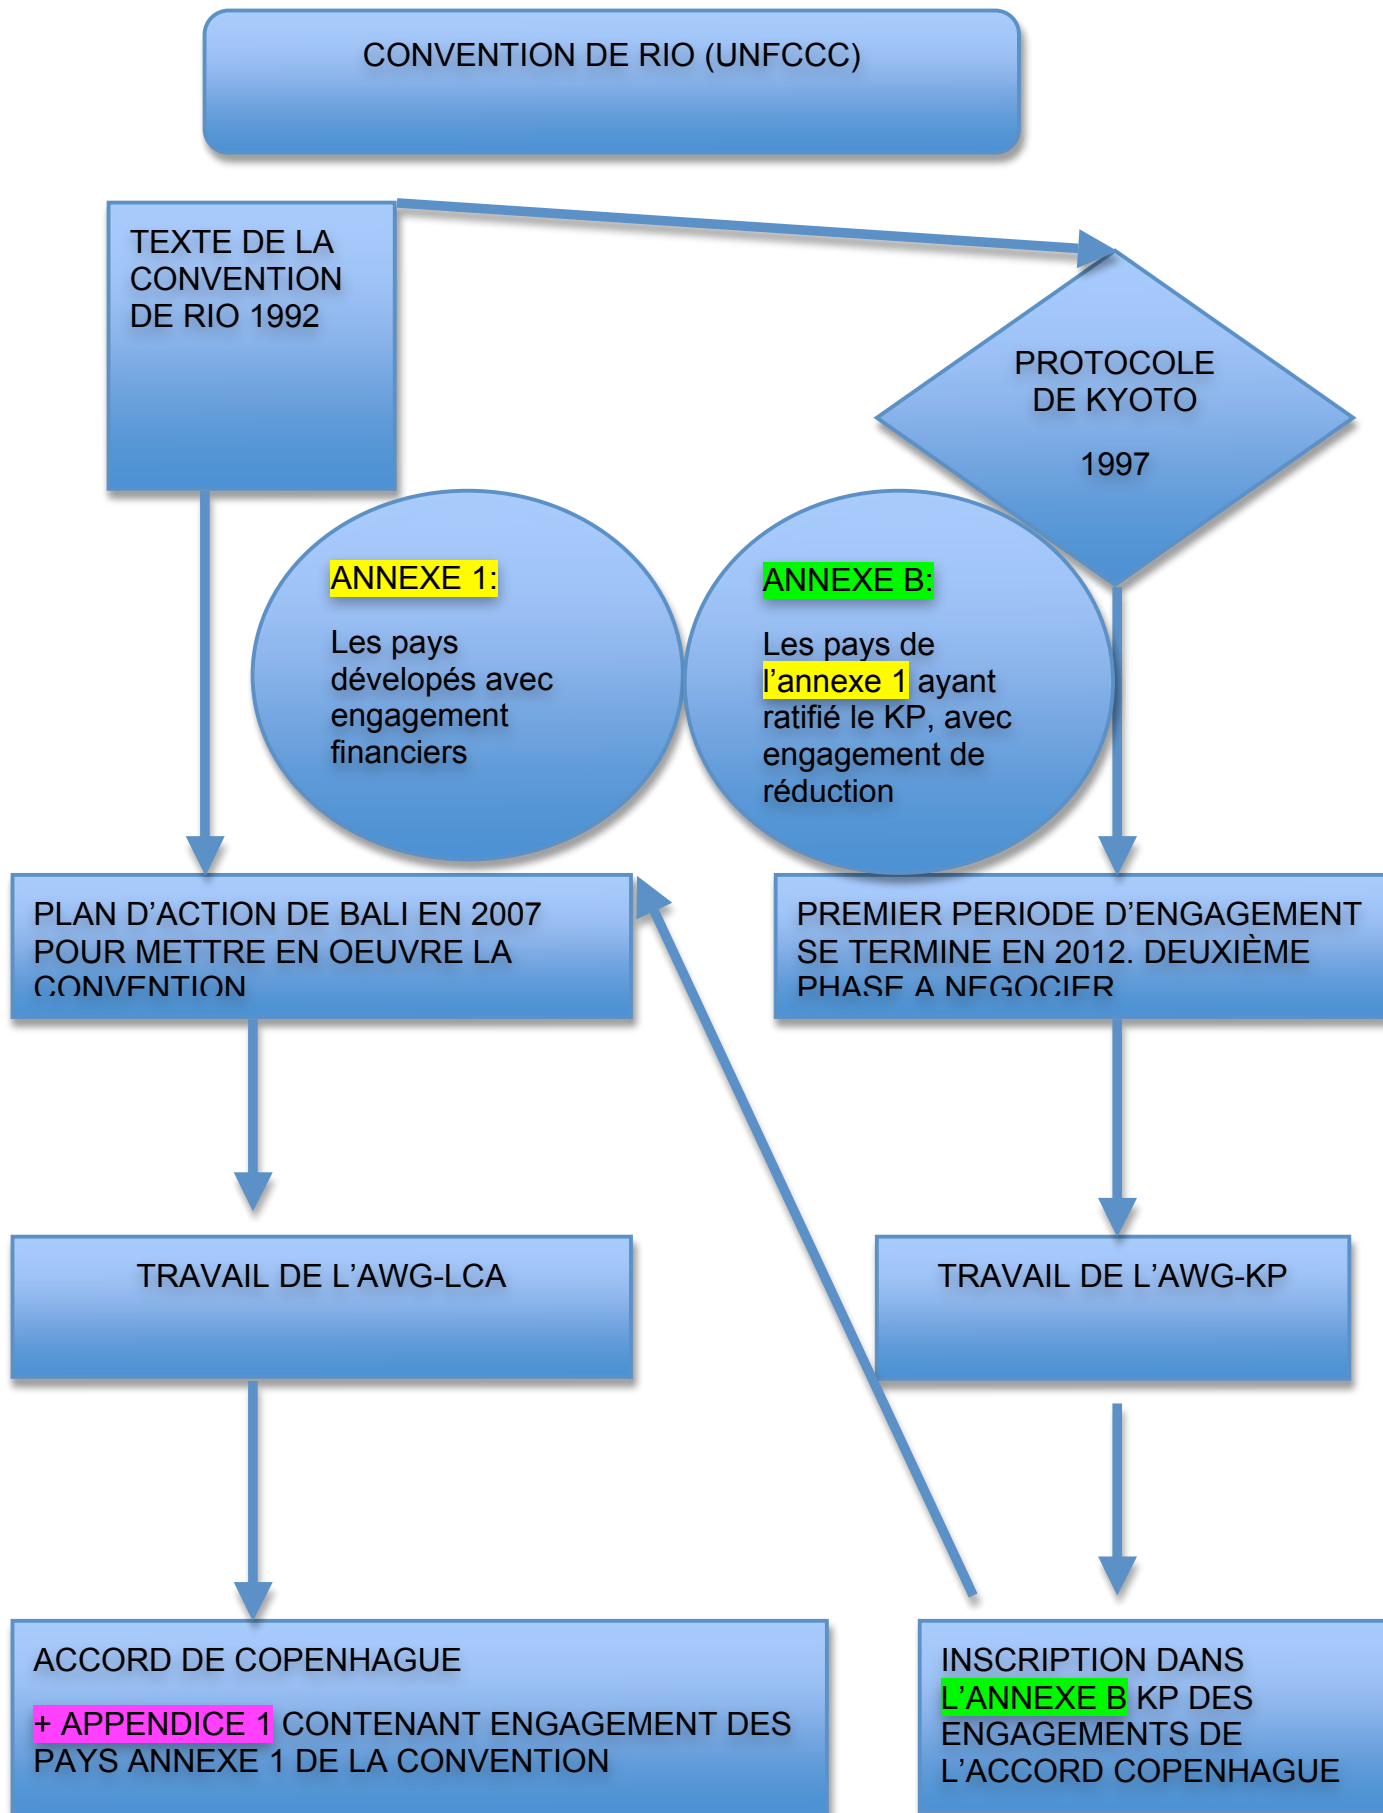 CONVENTION DE RIO (UNFCCC)
TEXTE DE LA
CONVENTION
DE RIO 1992
PROTOCOLE
DE KYOTO
1997
ANNEXE 1:
Les pays
dévelopés avec
engagement
financiers
ANNEXE B:
Les pays de
l’annexe 1 ayant
ratifié le KP, avec
engagement de
réduction
PLAN D’ACTION DE BALI EN 2007
POUR METTRE EN OEUVRE LA
CONVENTION
PREMIER PERIODE D’ENGAGEMENT
SE TERMINE EN 2012. DEUXIÈME
PHASE A NEGOCIER
TRAVAIL DE L’AWG-LCA
TRAVAIL DE L’AWG-KP
ACCORD DE COPENHAGUE
+ APPENDICE 1 CONTENANT ENGAGEMENT DES
PAYS ANNEXE 1 DE LA CONVENTION
INSCRIPTION DANS
L’ANNEXE B KP DES
ENGAGEMENTS DE
L’ACCORD COPENHAGUE